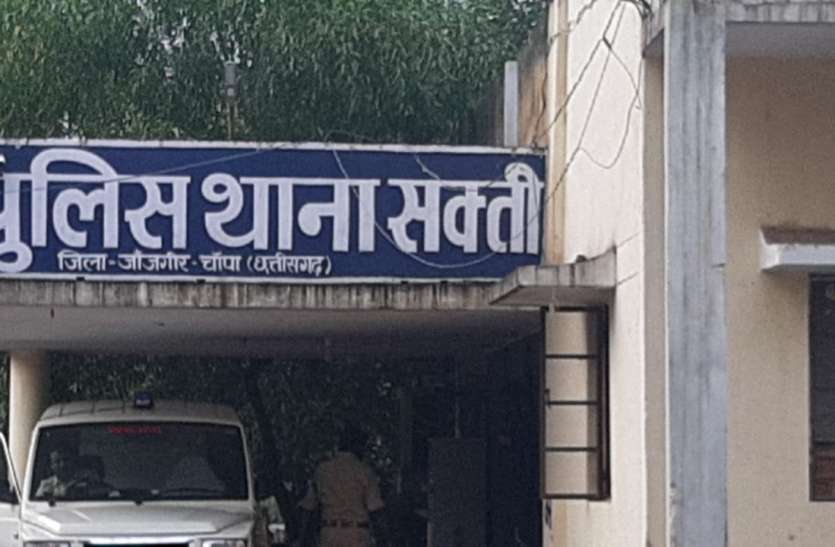 पुलिस थाना सक्ती
जिला-जाँजगीर-चाँपा (छत्तीसगढ़)